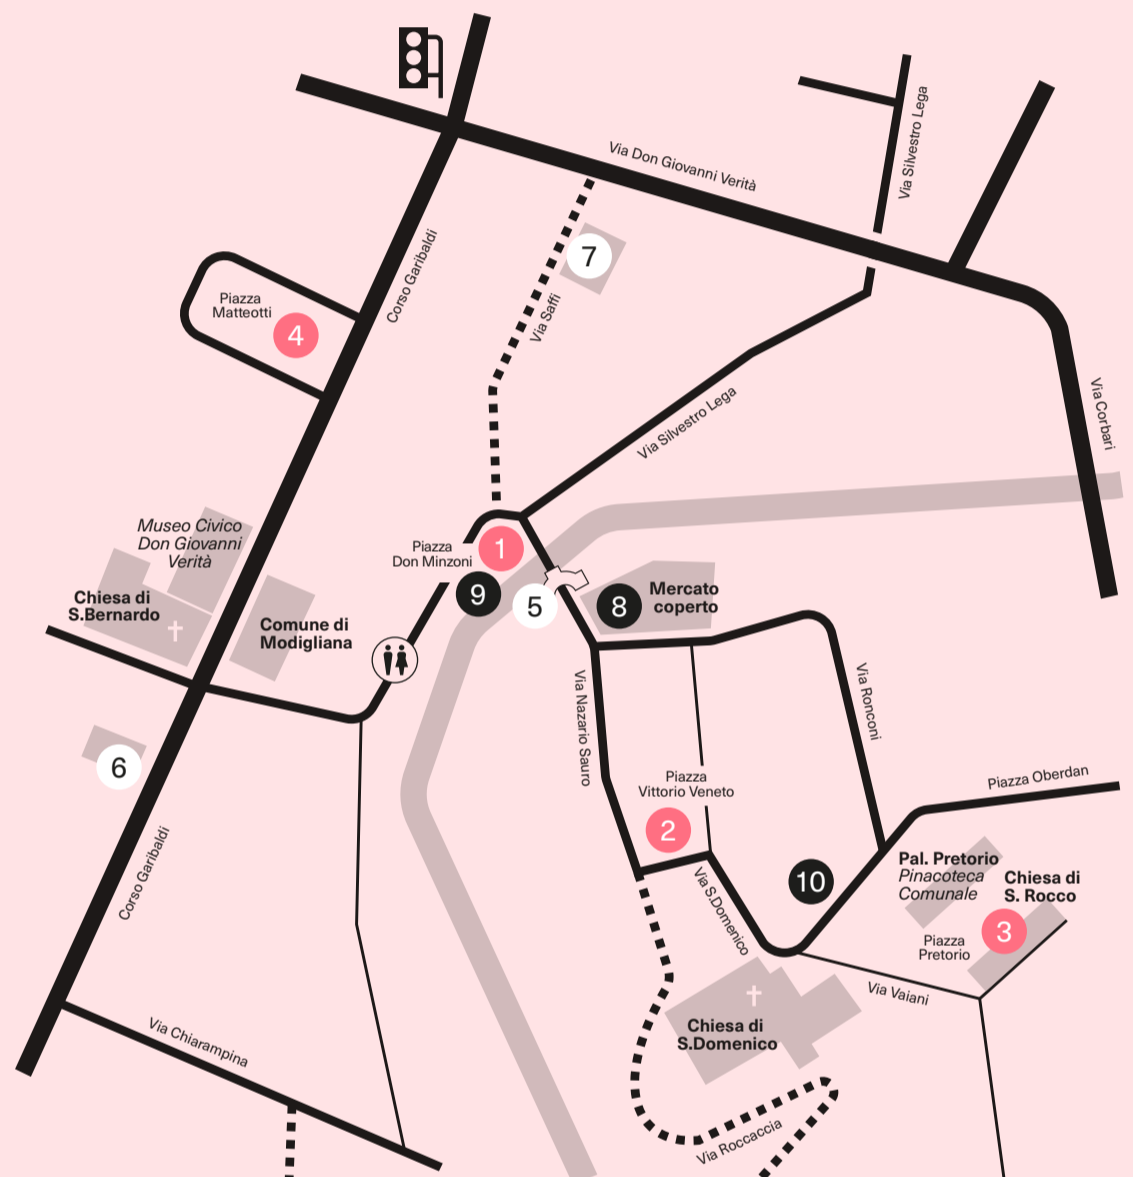 Via Don Giovanni Verità
Via Silvestro Lega
Corso Garibaldi
7
Via Saffi
Piazza
Matteotti
4
Via Silvestro Lega
Via Corbari
Museo Civico
Don Giovanni
Verità
Piazza
Don Minzoni
1
9
5
8
Mercato
coperto
Chiesa di
S.Bernardo
Comune di
Modigliana
6
Via Nazario Sauro
Via Ronconi
Piazza
Vittorio Veneto
2
Piazza Oberdan
Corso Garibaldi
Via S.Domenico
10
Pal. Pretorio
Pinacoteca
Comunale
Chiesa di
S. Rocco
3
Piazza
Pretorio
Via Vaiani
Chiesa di
S.Domenico
Via Chiarampina
Via Roccaccia